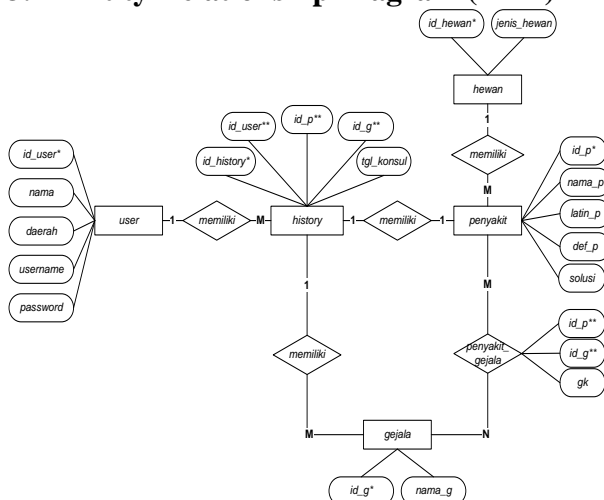 Relationship Diagram
id_hewan*
jenis_hewan
hewan
1
memiliki
M
id_p**
id_user**
id_g**
id_history*
tgl_konsul
id_user*
nama
daerah
username
password
user
1
memiliki
M
history
1
memiliki
1
penyakit
id_p*
nama_p
latin_p
def_p
solusi
1
memiliki
M
M
penyakit_
gejala
id_p**
id_g**
gk
N
gejala
id_g*
nama_g